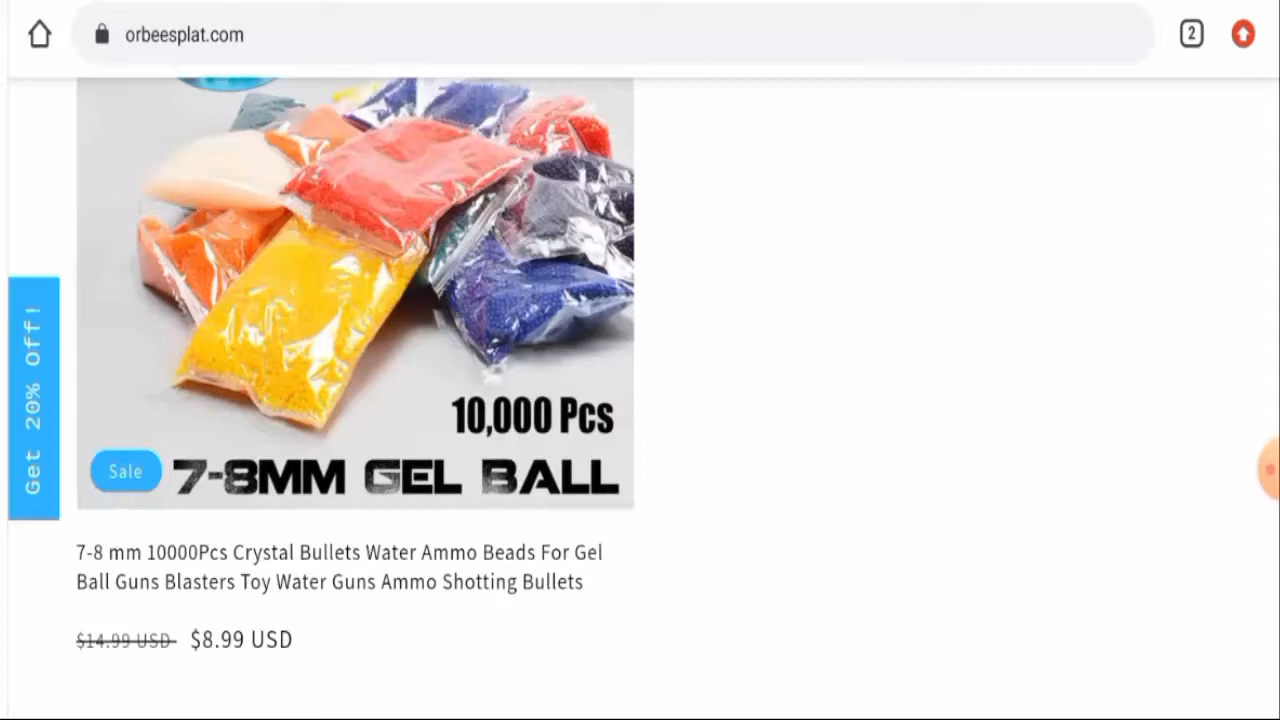 orbeesplat.com
2
Get 20% Off!
10,000 Pcs
Sale
7-8MM GEL BALL
7-8 mm 10000Pcs Crystal Bullets Water Ammo Beads For Gel
Ball Guns Blasters Toy Water Guns Ammo Shotting Bullets
$14.99 USD $8.99 USD